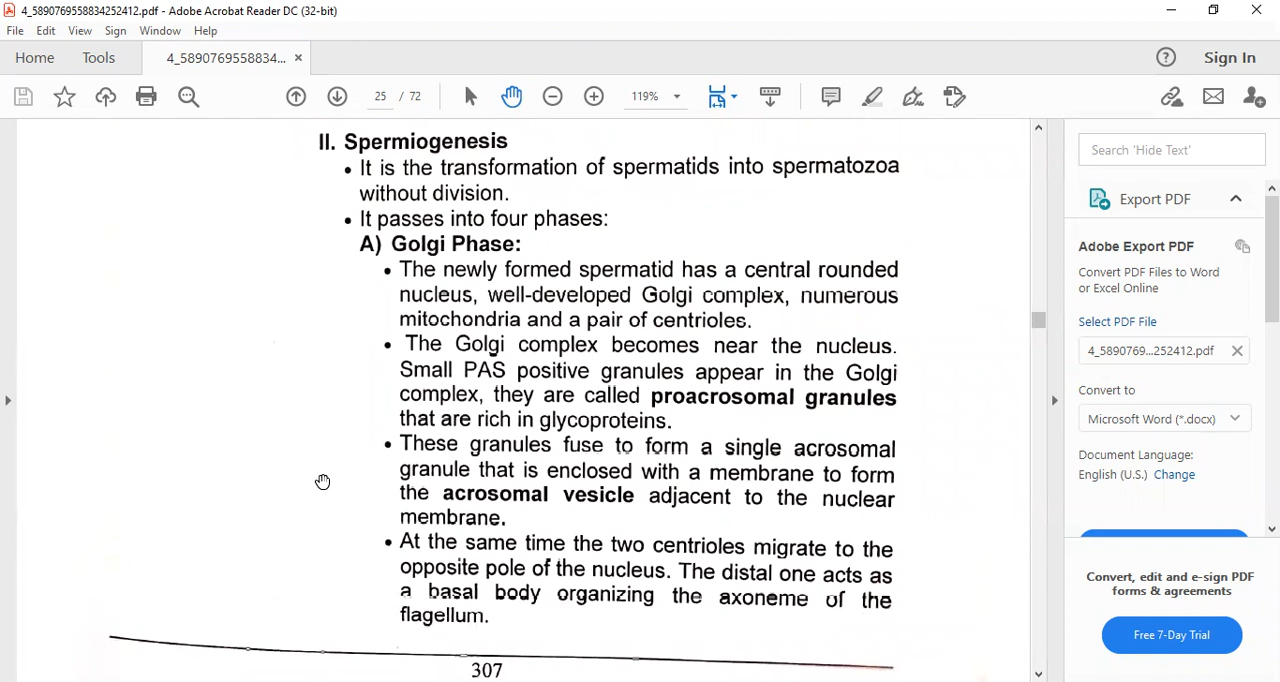 4_5890769558834252412.pdf - Adobe Acrobat Reader DC (32-bit)
File Edit View Sign Window Help
Home Tools 4_5890769558834... × Sign In
25 / 72 119%
II. Spermiogenesis
• It is the transformation of spermatids into spermatozoa
without division.
• It passes into four phases:
A) Golgi Phase:
• The newly formed spermatid has a central rounded
nucleus, well-developed Golgi complex, numerous
mitochondria and a pair of centrioles.
• The Golgi complex becomes near the nucleus.
Small PAS positive granules appear in the Golgi
complex, they are called proacrosomal granules
that are rich in glycoproteins.
• These granules fuse to form a single acrosomal
granule that is enclosed with a membrane to form
the acrosomal vesicle adjacent to the nuclear
membrane.
• At the same time the two centrioles migrate to the
opposite pole of the nucleus. The distal one acts as
a basal body organizing the axoneme of the
flagellum.
307
Search 'Hide Text'
Export PDF
Adobe Export PDF
Convert PDF Files to Word
or Excel Online
Select PDF File
4_5890769...252412.pdf
Convert to
Microsoft Word (*.docx)
Document Language:
English (U.S.) Change
Convert, edit and e-sign PDF
forms & agreements
Free 7-Day Trial